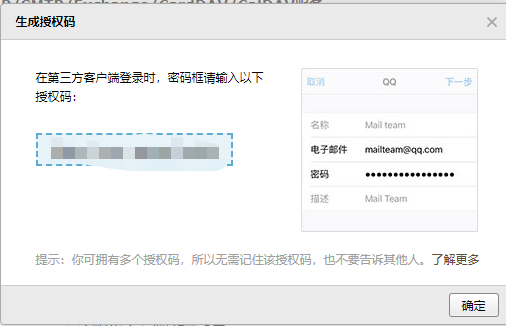 生成授权码
在第三方客户端登录时，密码框请输入以下
授权码：
取消 QQ 下一步
名称 Mail team
电子邮件 mailteam@qq.com
密码 ●●●●●●●●●●●●●●●●
描述 Mail Team
提示：你可拥有多个授权码，所以无需记住该授权码，也不要告诉其他人。了解更多
确定